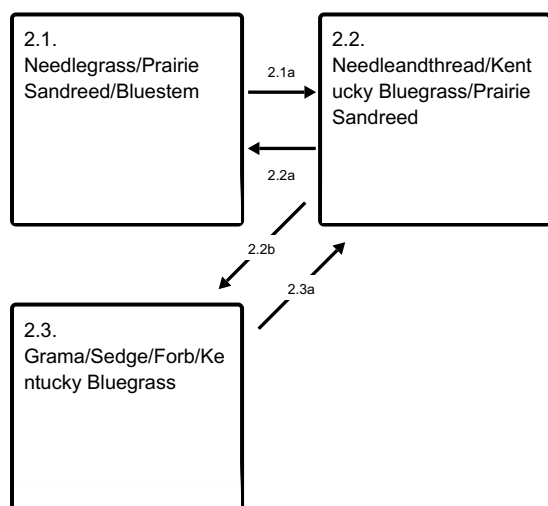 2.1.
Needlegrass/Prairie
Sandreed/Bluestem
2.1a
2.2.
Needleandthread/Kent
ucky Bluegrass/Prairie
Sandreed
2.2a
2.2b
2.3a
2.3.
Grama/Sedge/Forb/Ke
ntucky Bluegrass